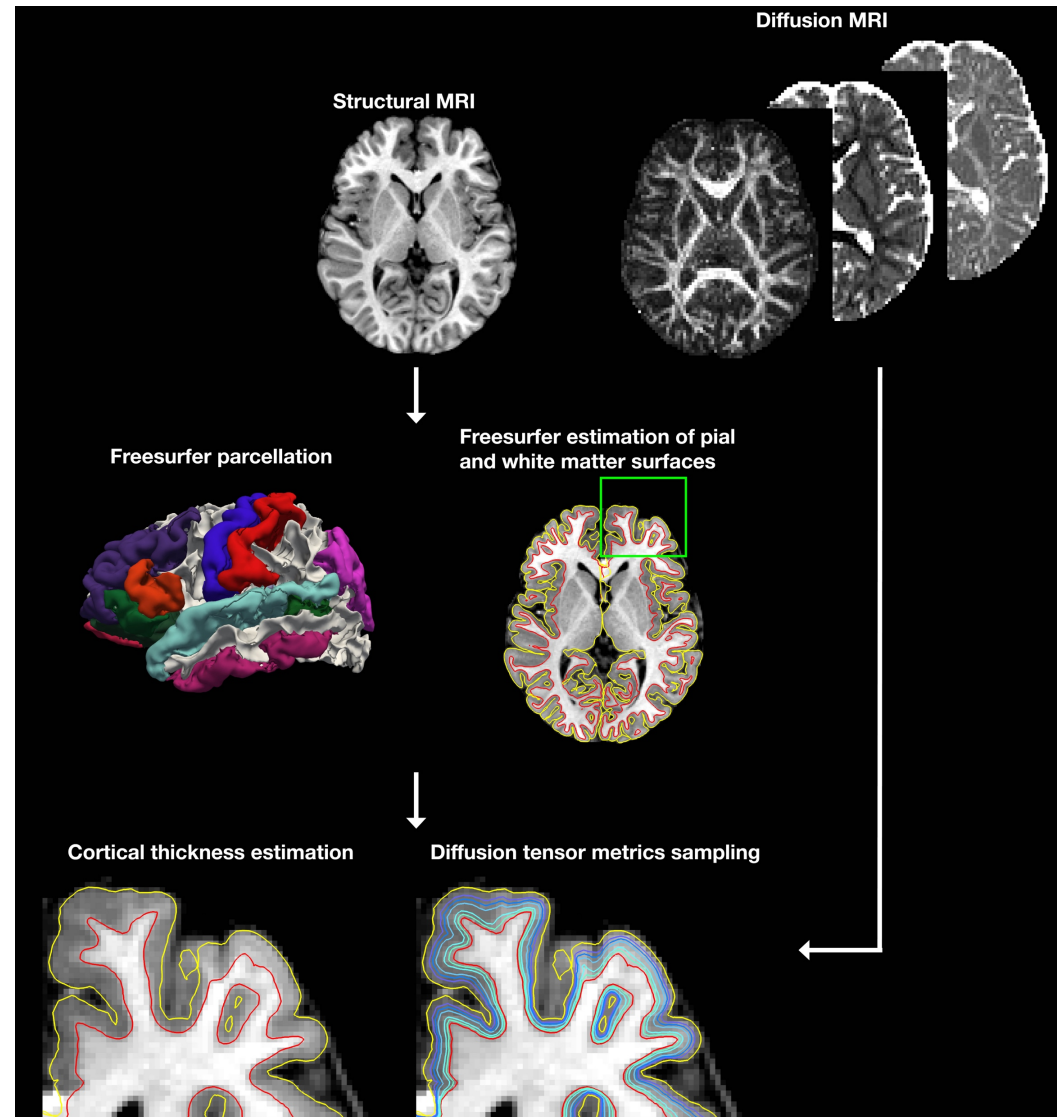 Diffusion MRI
Structural MRI
Freesurfer parcellation
Freesurfer estimation of pial
and white matter surfaces
Cortical thickness estimation
Diffusion tensor metrics sampling